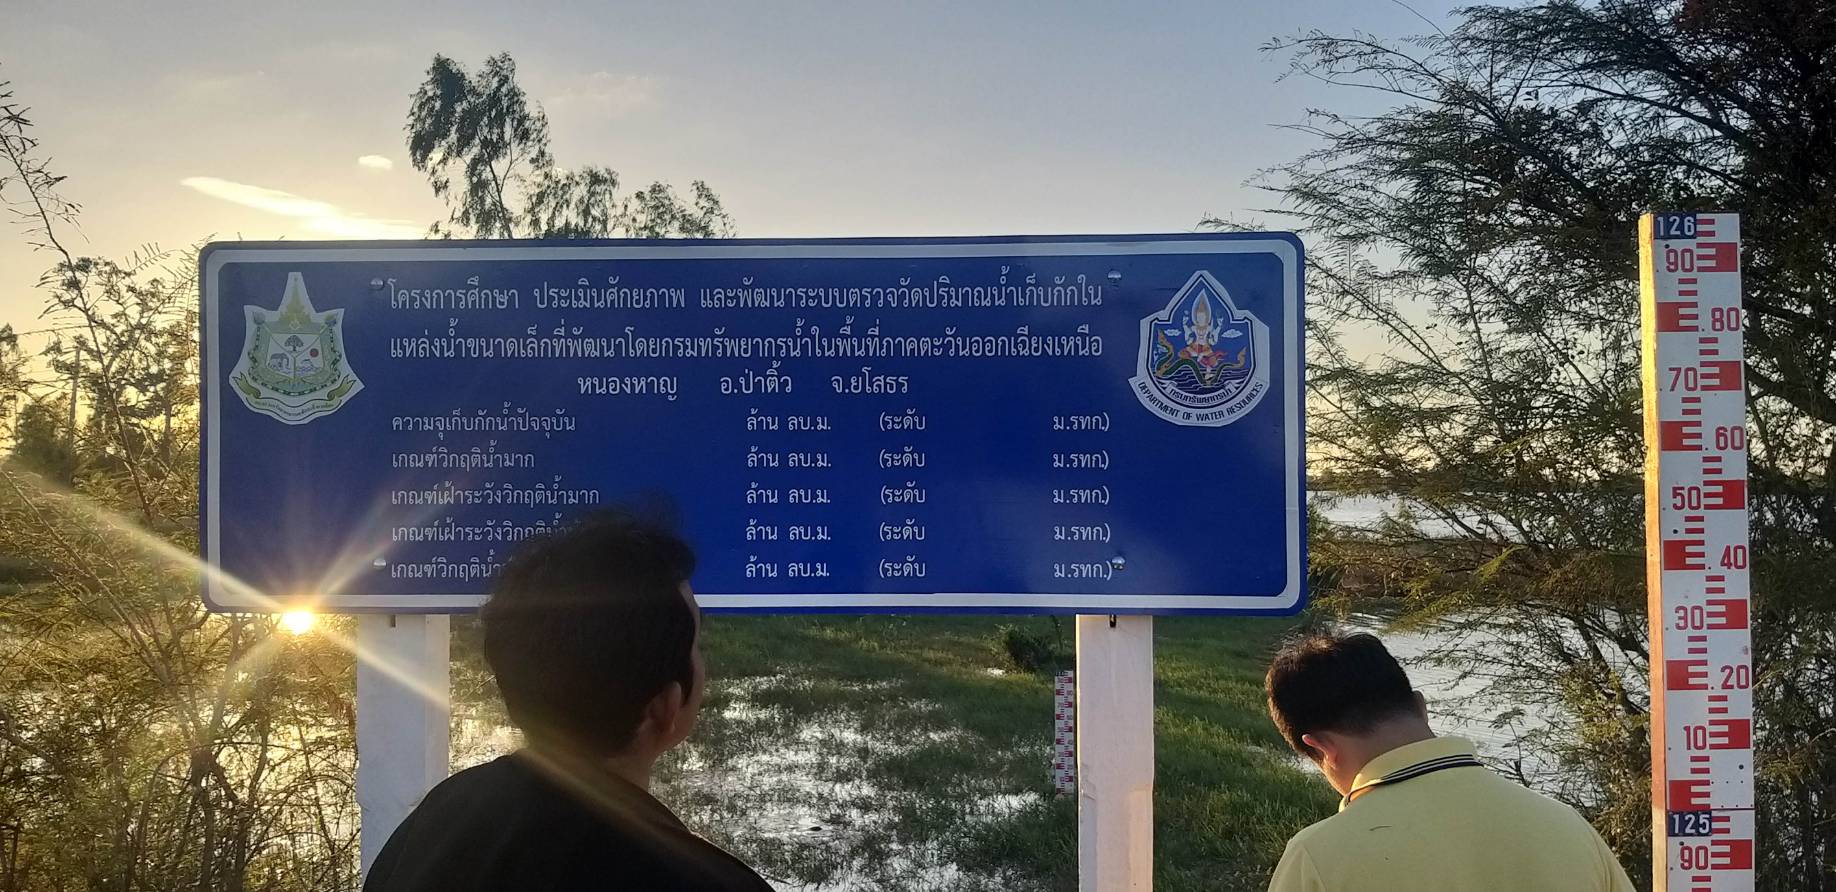 โครงการศึกษา ประเมินศักยภาพ และพัฒนาระบบตรวจวัดปริมาณน้ำเก็บกักใน
แหล่งน้ำขนาดเล็กที่พัฒนาโดยกรมทรัพยากรน้ำในพื้นที่ภาคตะวันออกเฉียงเหนือ
หนองหาญ อ.ป่าติ้ว จ.ยโสธร
ความจุเก็บกักน้ำปัจจุบัน ล้าน ลบ.ม. (ระดับ ม.รทก.)
เกณฑ์วิกฤติน้ำมาก ล้าน ลบ.ม. (ระดับ ม.รทก.)
เกณฑ์เฝ้าระวังวิกฤติน้ำมาก ล้าน ลบ.ม. (ระดับ ม.รทก.)
เกณฑ์เฝ้าระวังวิกฤติน้ำ ล้าน ลบ.ม. (ระดับ ม.รทก.)
เกณฑ์วิกฤติน้ำ ล้าน ลบ.ม. (ระดับ ม.รทก.)
กรมทรัพยากรน้ำ
DEPARTMENT OF WATER RESOURCES
126
90
80
70
60
50
40
30
20
10
125
90